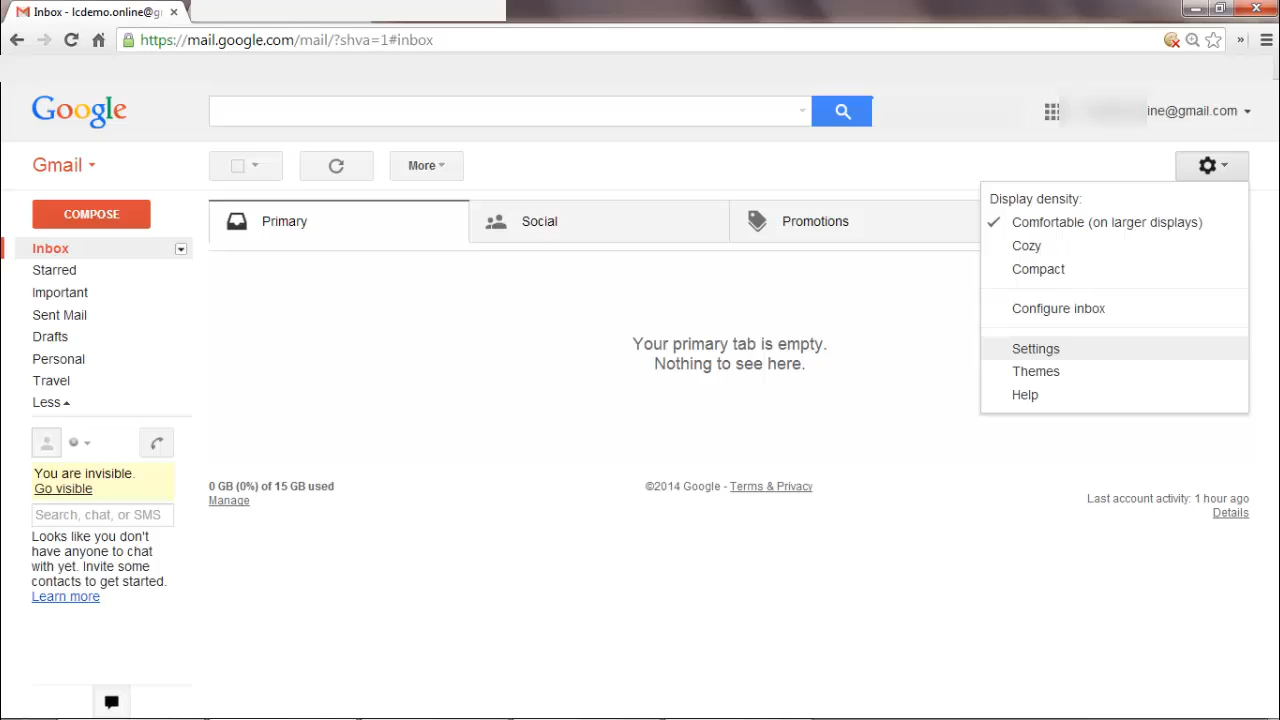 Inbox - lcdemo.online@g
https://mail.google.com/mail/?shva=1#inbox
Google
ine@gmail.com
Gmail
More
COMPOSE
Primary
Social
Promotions
Display density:
Comfortable (on larger displays)
Cozy
Compact
Configure inbox
Settings
Themes
Help
Inbox
Starred
Important
Sent Mail
Drafts
Personal
Travel
Less
Your primary tab is empty.
Nothing to see here.
You are invisible.
Go visible
Search, chat, or SMS
Looks like you don't
have anyone to chat
with yet. Invite some
contacts to get started.
Learn more
0 GB (0%) of 15 GB used
Manage
©2014 Google - Terms & Privacy
Last account activity: 1 hour ago
Details